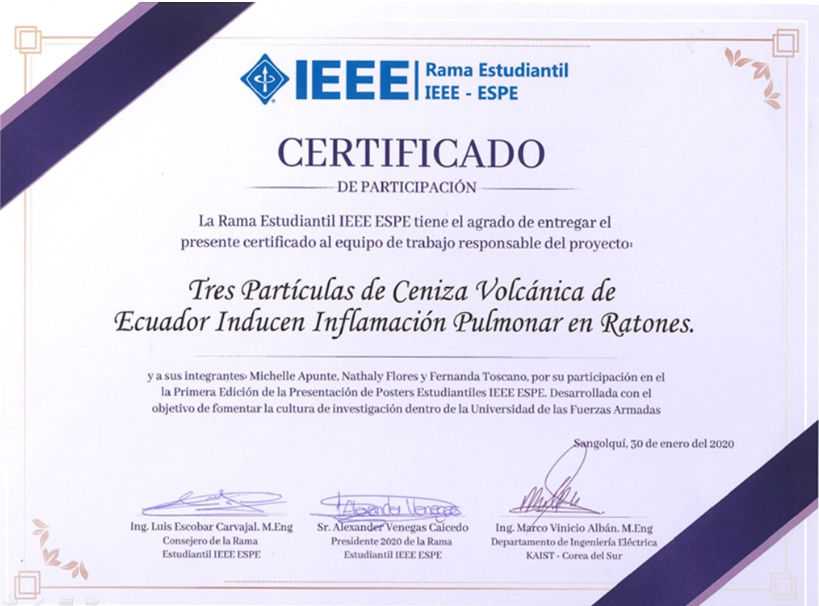 IEEE
Rama Estudiantil
IEEE - ESPE
CERTIFICADO
DE PARTICIPACIÓN
La Rama Estudiantil IEEE ESPE tiene el agrado de entregar el
presente certificado al equipo de trabajo responsable del proyecto:
Tres Partículas de Ceniza Volcánica de
Ecuador Inducen Inflamación Pulmonar en Ratones.
y a sus integrantes: Michelle Apunte, Nathaly Flores y Fernanda Toscano, por su participación en el
la Primera Edición de la Presentación de Posters Estudiantiles IEEE ESPE. Desarrollada con el
objetivo de fomentar la cultura de investigación dentro de la Universidad de las Fuerzas Armadas
Sangolquí, 30 de enero del 2020
Alexander Venegas
Ing. Luis Escobar Carvajal. M.Eng
Consejero de la Rama
Estudiantil IEEE ESPE
Sr. Alexander Venegas Caicedo
Presidente 2020 de la Rama
Estudiantil IEEE ESPE
Ing. Marco Vinicio Albán. M.Eng
Departamento de Ingeniería Eléctrica
KAIST - Corea del Sur